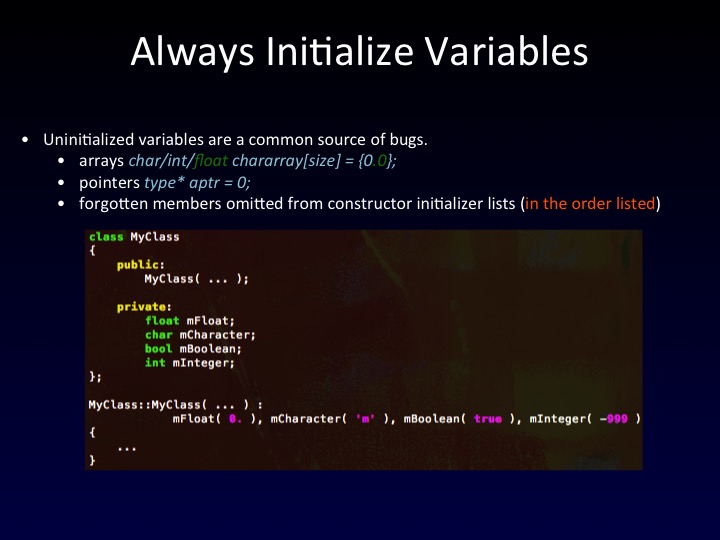 Always Initialize Variables
• Uninitialized variables are a common source of bugs.
• arrays char/int/float chararray[size] = {0.0};
• pointers type* aptr = 0;
• forgotten members omitted from constructor initializer lists (in the order listed)
class MyClass
{
    public:
        MyClass( ... );
    private:
        float mFloat;
        char mCharacter;
        bool mBoolean;
        int mInteger;
};
MyClass::MyClass( ... ) :
            mFloat( 0. ), mCharacter( 'm' ), mBoolean( true ), mInteger( -999 )
{
    ...
}